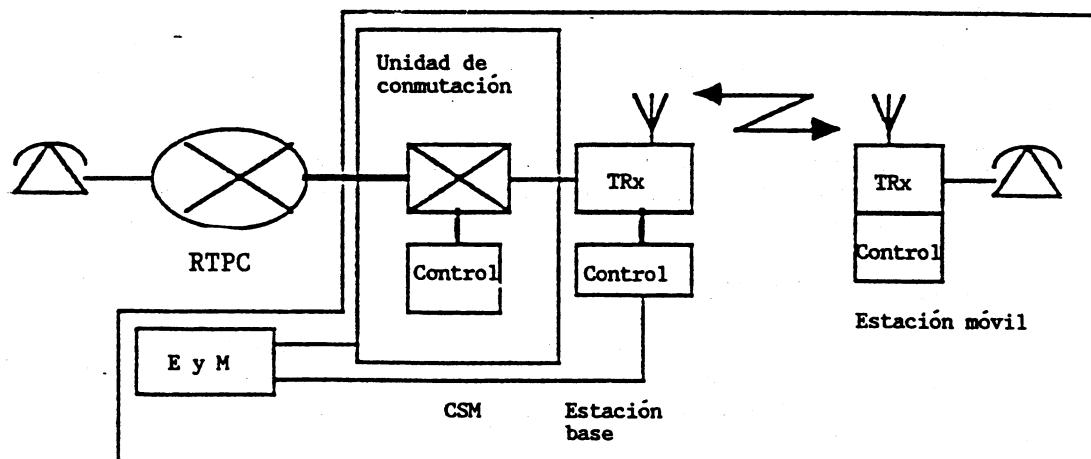 Unidad de
conmutación
TRx
TRx
RTPC
Control
Control
Control
Estación móvil
E y M
CSM
Estación
base